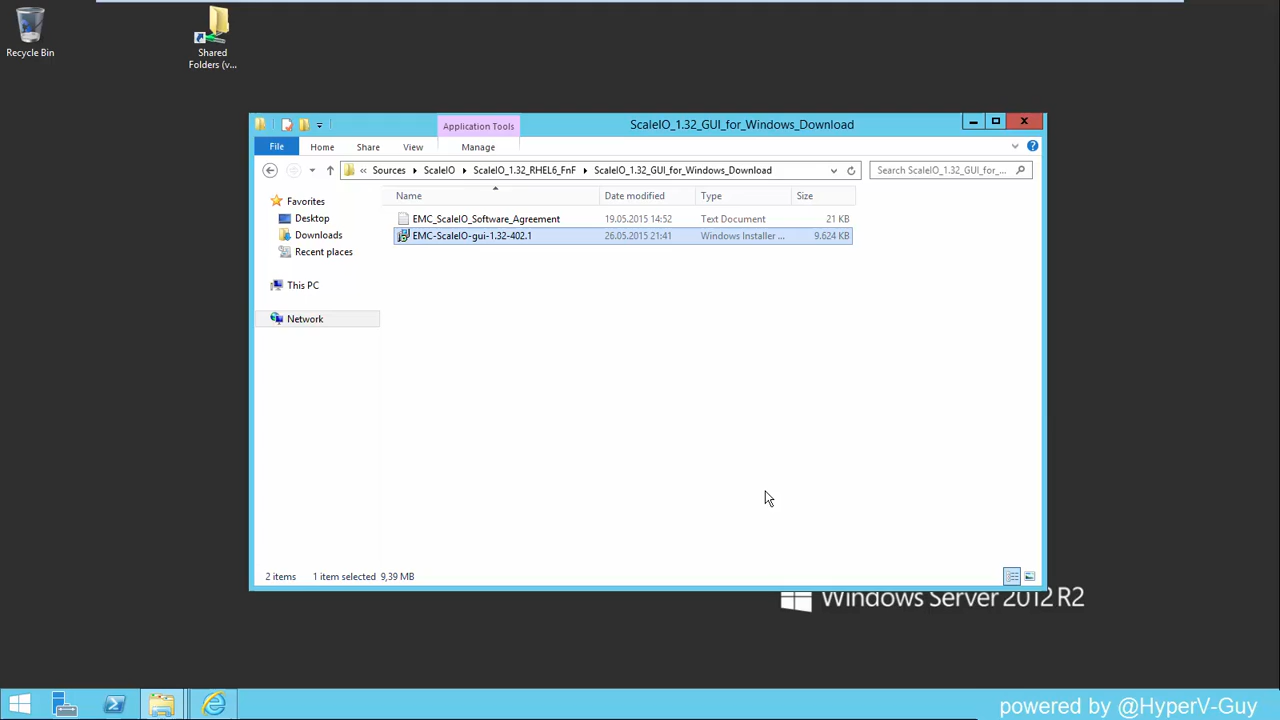 Recycle Bin
Shared
Folders (v...
Application Tools
ScaleIO_1.32_GUI_for_Windows_Download
File
Home
Share
View
Manage
Sources
ScaleIO
ScaleIO_1.32_RHEL6_FnF
ScaleIO_1.32_GUI_for_Windows_Download
Search ScaleIO_1.32_GUI_for_...
Name
Date modified
Type
Size
Favorites
Desktop
Downloads
Recent places
This PC
Network
EMC_ScaleIO_Software_Agreement
19.05.2015 14:52
Text Document
21 KB
EMC-ScaleIO-gui-1.32-402.1
26.05.2015 21:41
Windows Installer ...
9.624 KB
2 items
1 item selected 9,39 MB
Windows Server 2012 R2
powered by @HyperV-Guy